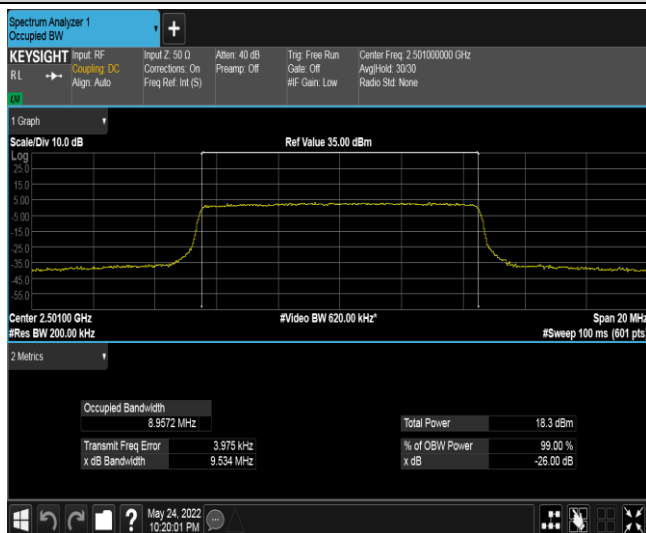 Spectrum Analyzer 1
Occupied BW
KEYSIGHT Input: RF Input Z: 50 Ω Atten: 40 dB Trig: Free Run Center Freq: 2.501000000 GHz
RL Coupling: DC Corrections: On Preamp: Off Gate: Off Avg|Hold: 30/30
Align: Auto Freq Ref: Int (S) #IF Gain: Low Radio Std: None
LXI
1 Graph
Scale/Div 10.0 dB Ref Value 35.00 dBm
Log
25.0
15.0
5.00
-5.00
-15.0
-25.0
-35.0
-45.0
-55.0
Center 2.50100 GHz #Video BW 620.00 kHz* Span 20 MHz
#Res BW 200.00 kHz #Sweep 100 ms (601 pts)
2 Metrics
Occupied Bandwidth
8.9572 MHz Total Power 18.3 dBm
Transmit Freq Error 3.975 kHz % of OBW Power 99.00 %
x dB Bandwidth 9.534 MHz x dB -26.00 dB
? May 24, 2022
10:20:01 PM